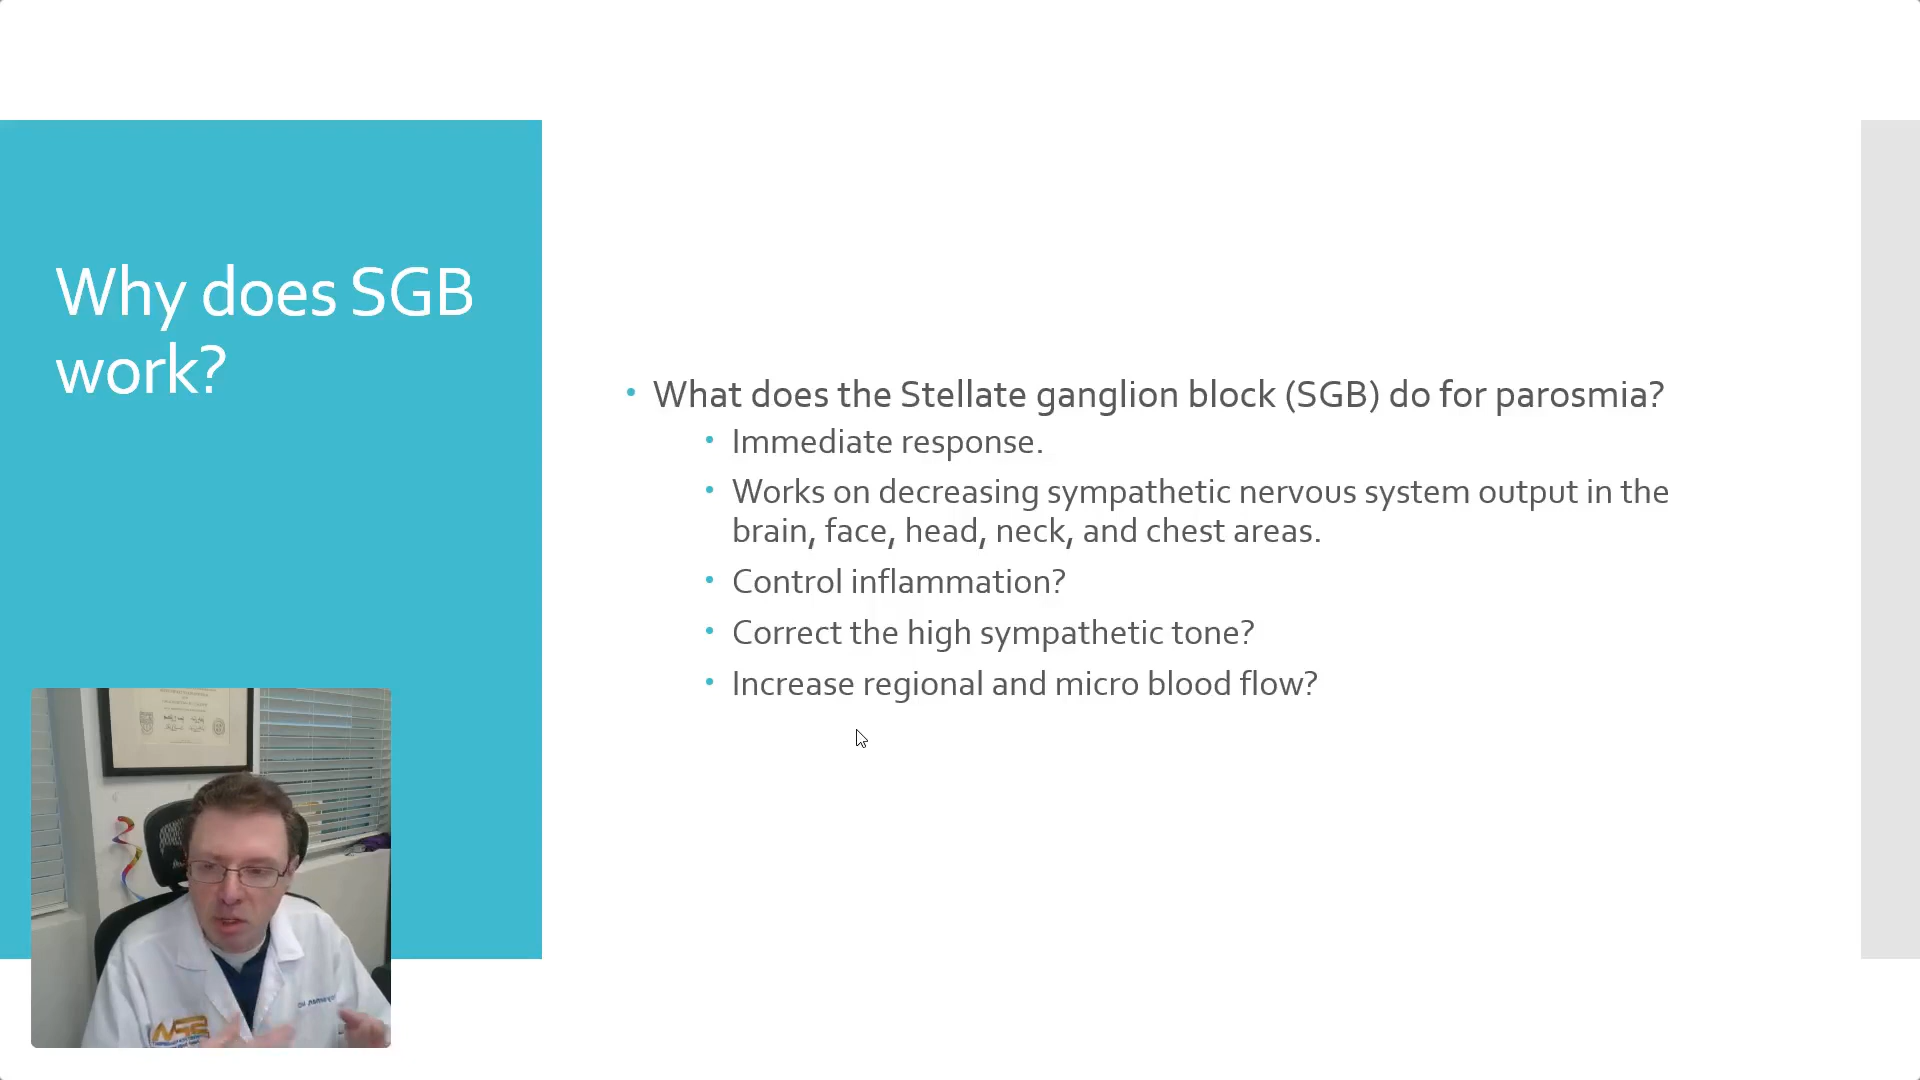 Why does SGB
work?
• What does the Stellate ganglion block (SGB) do for parosmia?
• Immediate response.
• Works on decreasing sympathetic nervous system output in the
brain, face, head, neck, and chest areas.
• Control inflammation?
• Correct the high sympathetic tone?
• Increase regional and micro blood flow?